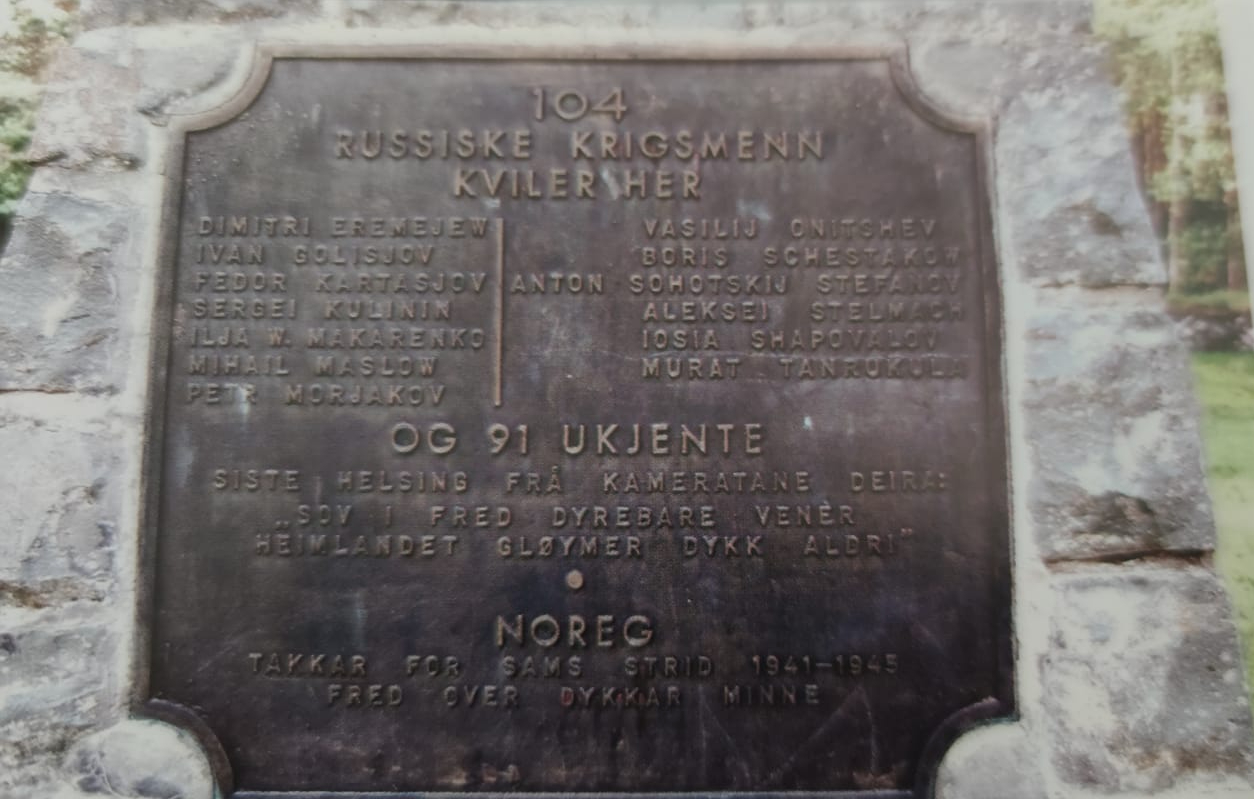 104
RUSSISKE KRIGSMENN
KVILER HER
DIMITRI EREMEJEW
IVAN GOLISJOV
FEDOR KARTASJOV
SERGEI KULININ
ILJA W. MAKARENKO
MIHAIL MASLOW
PETR MORJAKOV
VASILIJ ONITSHEV
BORIS SCHESTAKOW
ANTON SOHOTSKIJ STEFANOV
ALEKSEI STELMACH
IOSIA SHAPOVALOV
MURAT TANRUKULA
OG 91 UKJENTE
SISTE HELSING FRÅ KAMERATANE DEIRA:
„SOV I FRED DYREBARE VENER
HEIMLANDET GLØYMER DYKK ALDRI”
NOREG
TAKKAR FOR SAMS STRID 1941-1945
FRED OVER DYKKAR MINNE